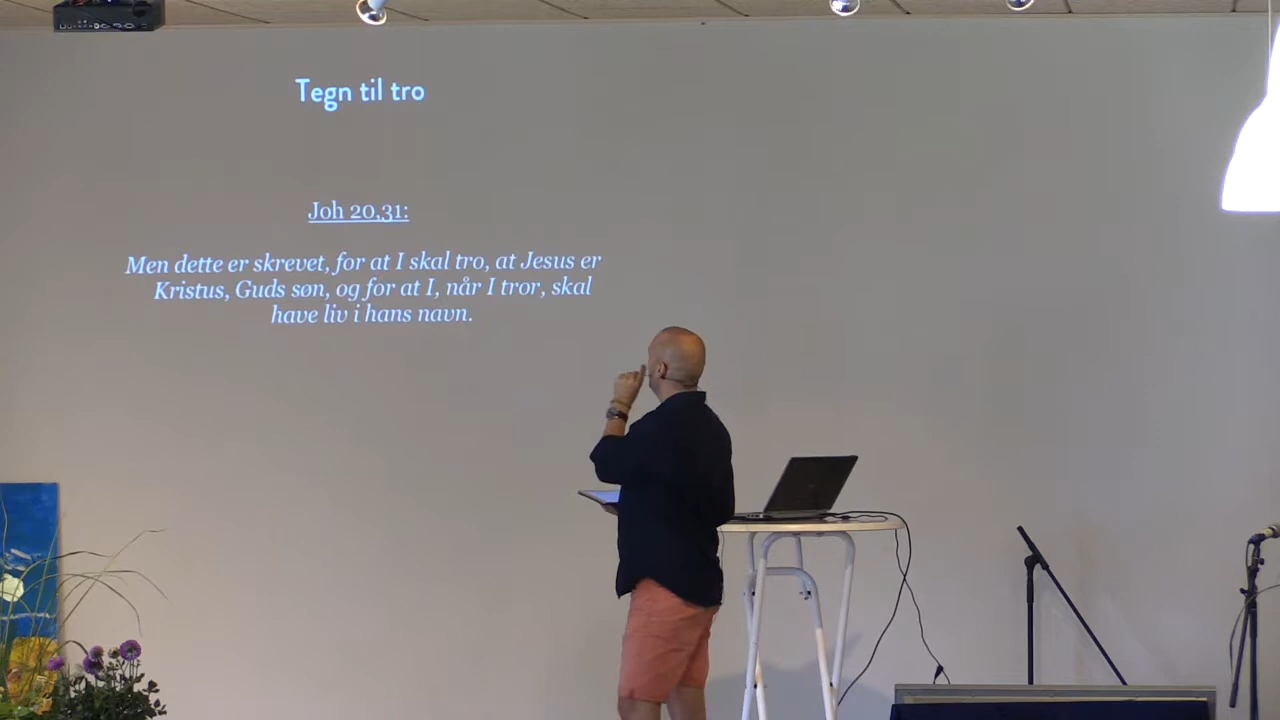 Tegn til tro
Joh 20,31:
Men dette er skrevet, for at I skal tro, at Jesus er
Kristus, Guds søn, og for at I, når I tror, skal
have liv i hans navn.